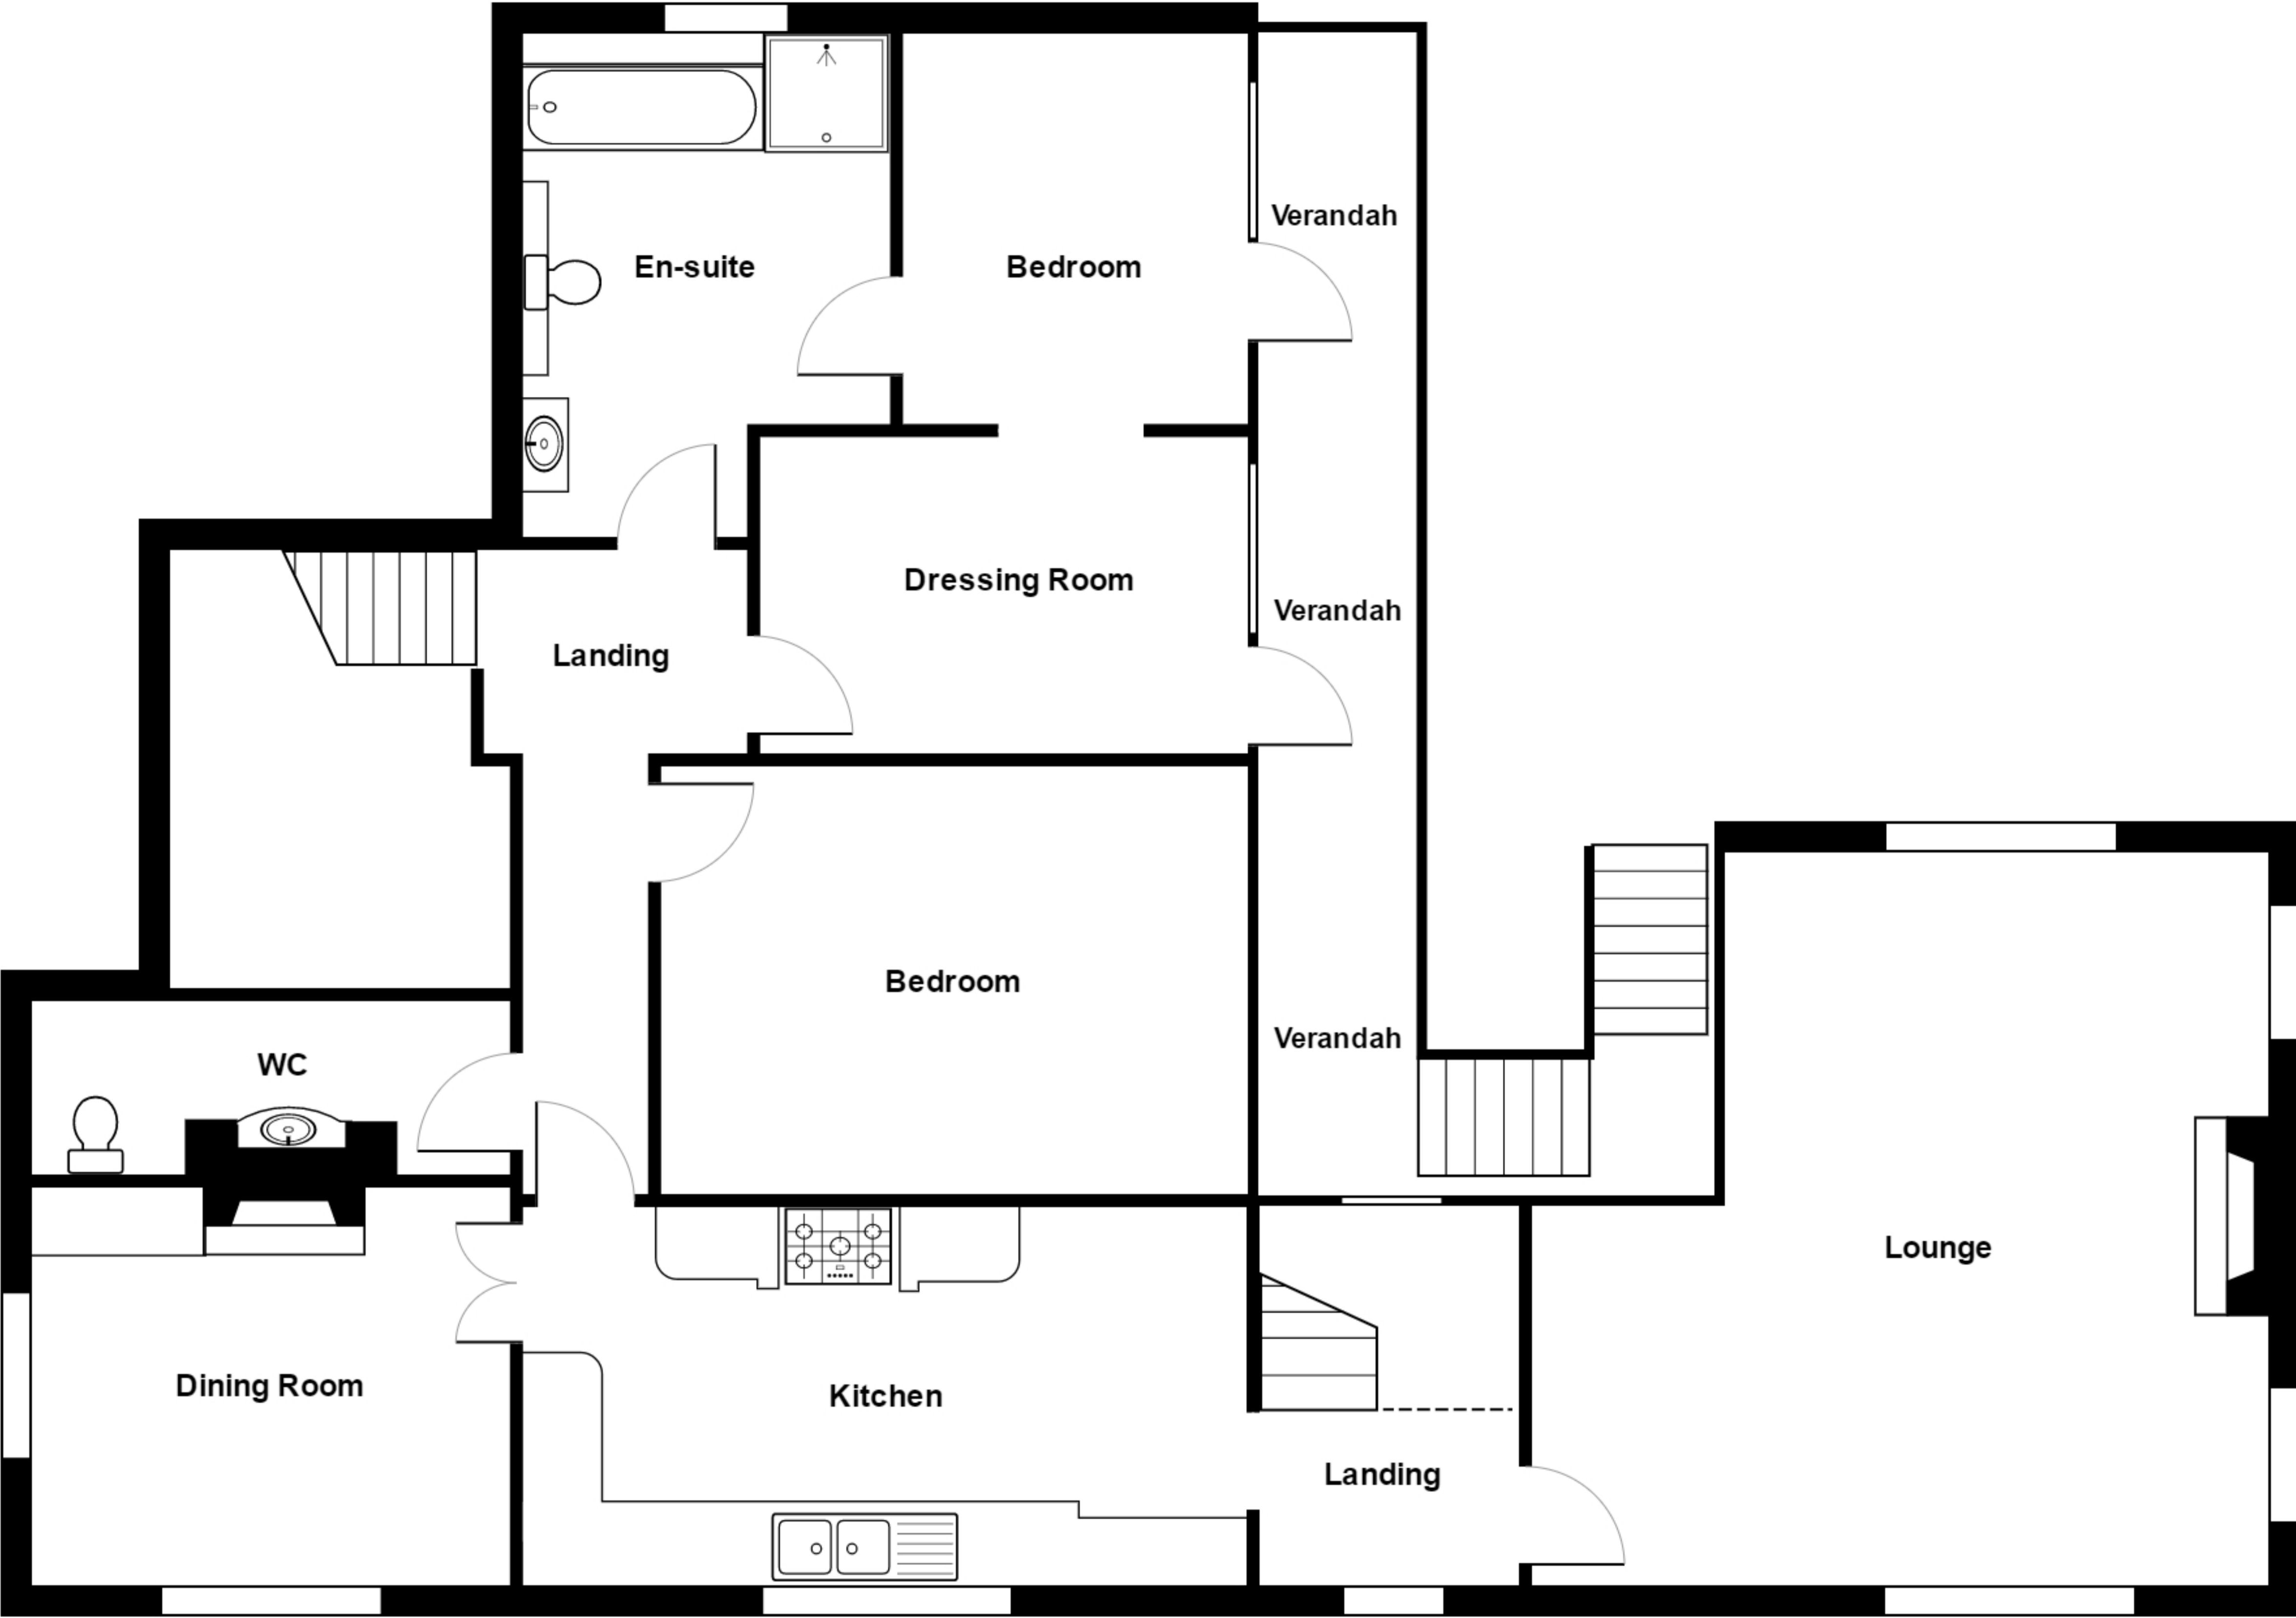 Verandah
En-suite
Bedroom
Dressing Room
Verandah
Landing
Bedroom
Verandah
WC
Lounge
Dining Room
Kitchen
Landing